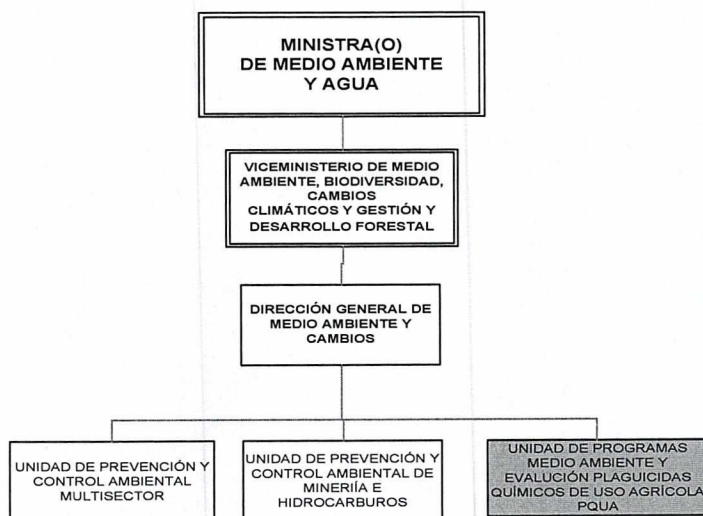 MINISTRA(O)
DE MEDIO AMBIENTE
Y AGUA
VICEMINISTERIO DE MEDIO
AMBIENTE, BIODIVERSIDAD,
CAMBIOS
CLIMÁTICOS Y GESTIÓN Y
DESARROLLO FORESTAL
DIRECCIÓN GENERAL DE
MEDIO AMBIENTE Y
CAMBIOS
UNIDAD DE PREVENCIÓN Y
CONTROL AMBIENTAL
MULTISECTOR
UNIDAD DE PREVENCIÓN Y
CONTROL AMBIENTAL DE
MINERIÍA E
HIDROCARBUROS
UNIDAD DE PROGRAMAS
MEDIO AMBIENTE Y
EVALUCIÓN PLAGUICIDAS
QUÍMICOS DE USO AGRÍCOLA
PQUA